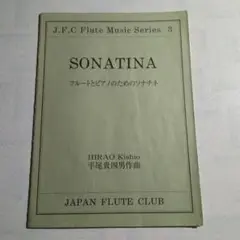 J.F.C Flute Music Series 3
SONATINA
フルートとピアノのためのソナチネ
HIRAO Kishio
平尾貴四男作曲
JAPAN FLUTE CLUB